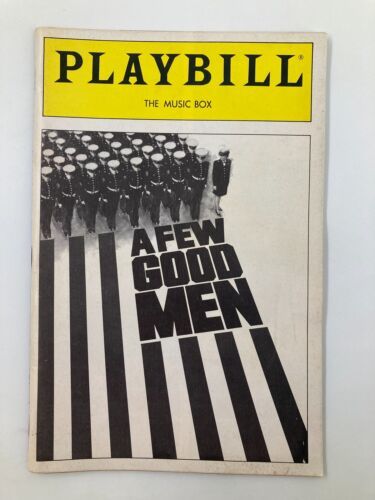 PLAYBILL®
THE MUSIC BOX
A FEW
GOOD
MEN